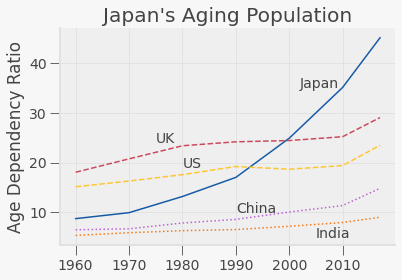 Japan's Aging Population
Age Dependency Ratio
40
30
20
10
Japan
UK
US
China
India
1960 1970 1980 1990 2000 2010